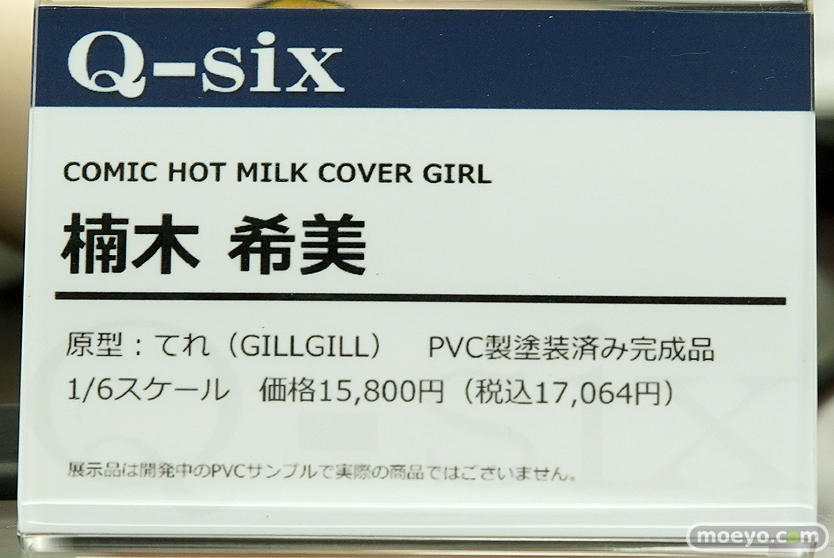 Q-six
COMIC HOT MILK COVER GIRL
楠木 希美
原型：てれ（GILLGILL） PVC製塗装済み完成品
1/6スケール 価格15,800円（税込17,064円）
展示品は開発中のPVCサンプルで実際の商品ではございません。
moeyo.com